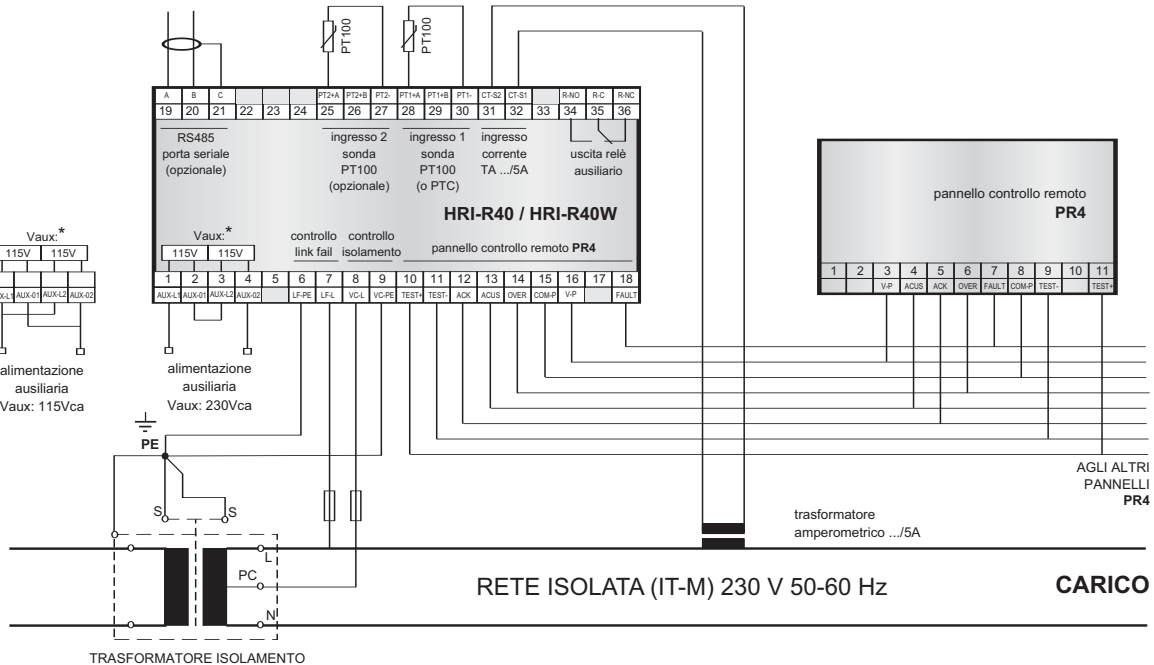 PT100
PT100
A B C PT2+A PT2+B PT2- PT1+A PT1+B PT1- CT-S2 CT-S1 R-NO R-C R-NC
19 20 21 22 23 24 25 26 27 28 29 30 31 32 33 34 35 36
RS485
porta seriale
(opzionale)
ingresso 2
sonda
PT100
(opzionale)
ingresso 1
sonda
PT100
(o PTC)
ingresso
corrente
TA .../5A
uscita relè
ausiliario
HRI-R40 / HRI-R40W
Vaux:*
115V 115V
controllo
link fail
controllo
isolamento
pannello controllo remoto PR4
1 2 3 4 5 6 7 8 9 10 11 12 13 14 15 16 17 18
AUX-L1 AUX-01 AUX-L2 AUX-02 LF-PE LF-L VC-L VC-PE TEST+ TEST- ACK ACUS OVER COM-P V-P FAULT
Vaux:*
115V 115V
1 2 3 4
UX-L1 AUX-01 AUX-L2 AUX-02
alimentazione
ausiliaria
Vaux: 115Vca
alimentazione
ausiliaria
Vaux: 230Vca
pannello controllo remoto
PR4
1 2 3 4 5 6 7 8 9 10 11
V-P ACUS ACK OVER FAULT COM-P TEST- TEST+
AGLI ALTRI
PANNELLI
PR4
PE
S S
trasformatore
amperometrico .../5A
L
PC
N
RETE ISOLATA (IT-M) 230 V 50-60 Hz
CARICO
TRASFORMATORE ISOLAMENTO